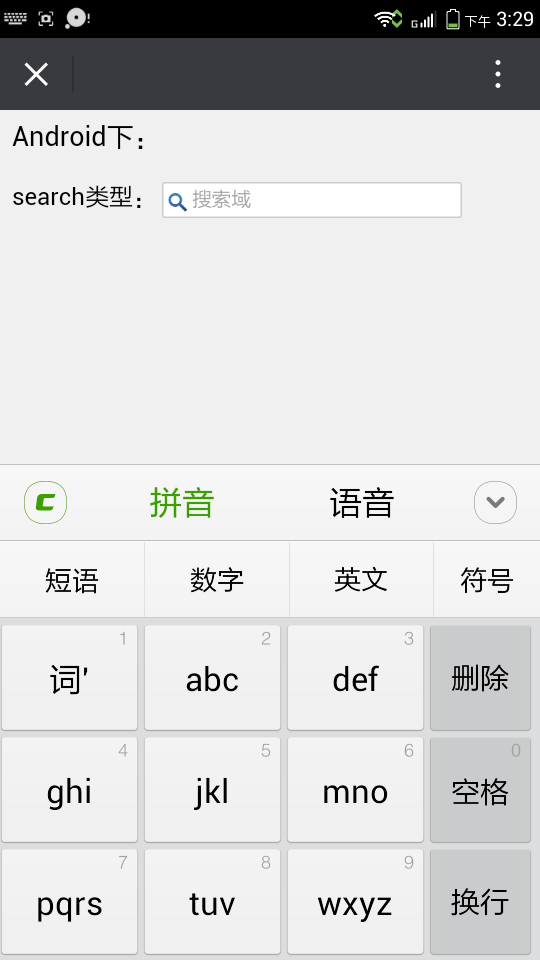 下午 3:29
Android下：
search类型： 搜索域
拼音 语音
短语 数字 英文 符号
1 2 3
词' abc def 删除
4 5 6 0
ghi jkl mno 空格
7 8 9
pqrs tuv wxyz 换行